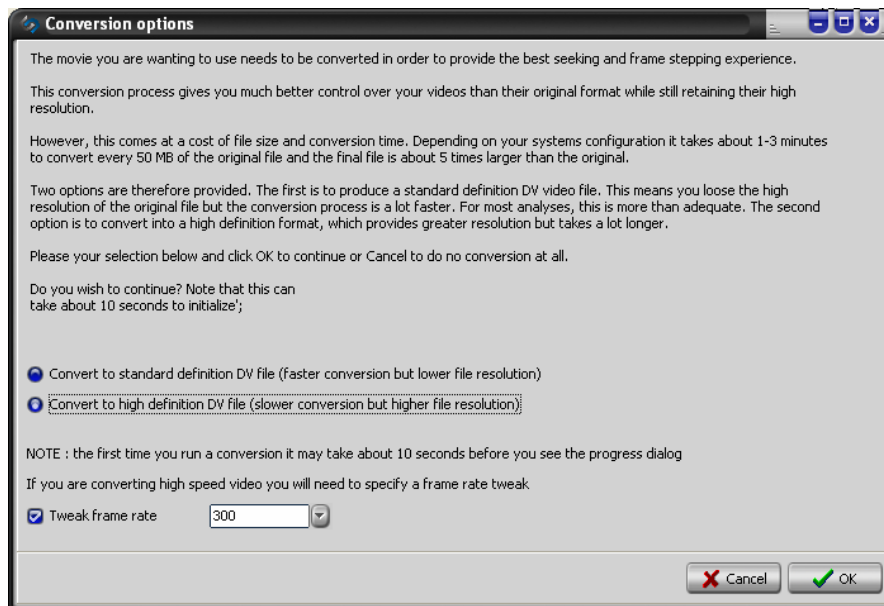 Conversion options
The movie you are wanting to use needs to be converted in order to provide the best seeking and frame stepping experience.
This conversion process gives you much better control over your videos than their original format while still retaining their high
resolution.
However, this comes at a cost of file size and conversion time. Depending on your systems configuration it takes about 1-3 minutes
to convert every 50 MB of the original file and the final file is about 5 times larger than the original.
Two options are therefore provided. The first is to produce a standard definition DV video file. This means you loose the high
resolution of the original file but the conversion process is a lot faster. For most analyses, this is more than adequate. The second
option is to convert into a high definition format, which provides greater resolution but takes a lot longer.
Please your selection below and click OK to continue or Cancel to do no conversion at all.
Do you wish to continue? Note that this can
take about 10 seconds to initialize';
Convert to standard definition DV file (faster conversion but lower file resolution)
Convert to high definition DV file (slower conversion but higher file resolution)
NOTE : the first time you run a conversion it may take about 10 seconds before you see the progress dialog
If you are converting high speed video you will need to specify a frame rate tweak
Tweak frame rate 300
Cancel OK